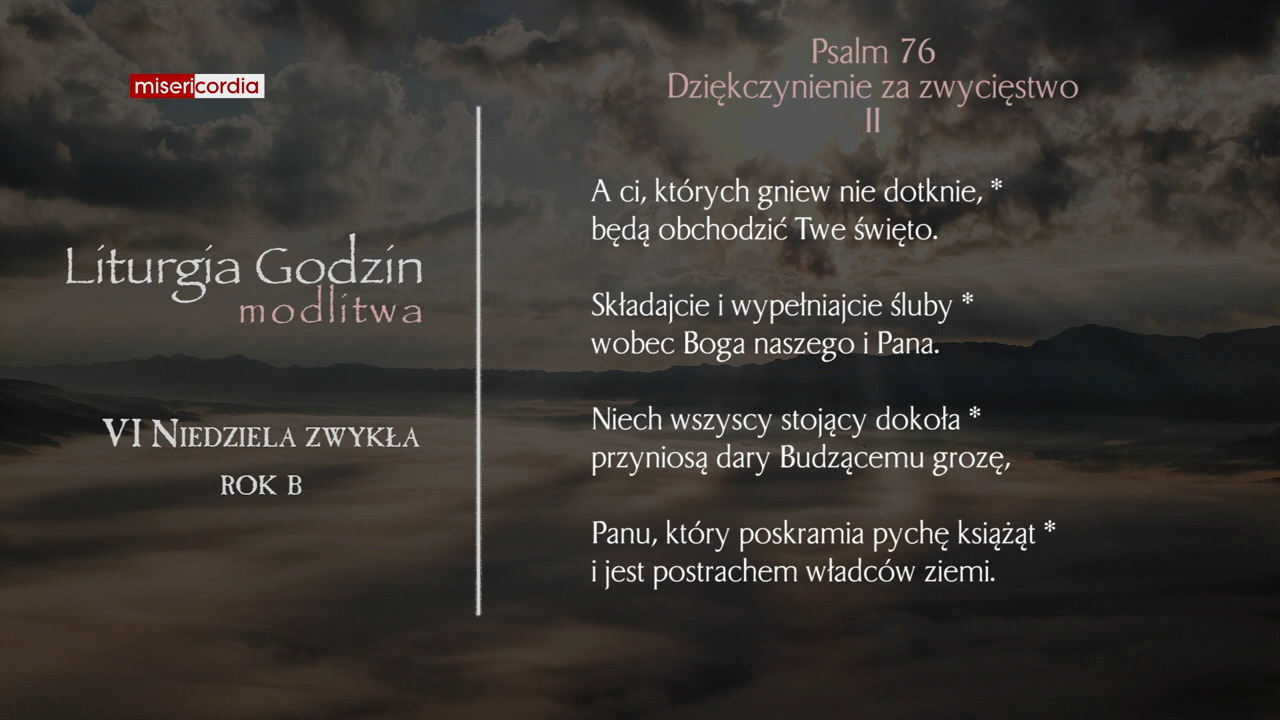 misericordia
Liturgia Godzin
modlitwa
VI Niedziela zwykła
rok B
Psalm 76
Dziękczynienie za zwycięstwo
II
A ci, których gniew nie dotknie, *
będą obchodzić Twe święto.
Składajcie i wypełniajcie śluby *
wobec Boga naszego i Pana.
Niech wszyscy stojący dokoła *
przyniosą dary Budzącemu grozę,
Panu, który poskramia pychę książąt *
i jest postrachem władców ziemi.